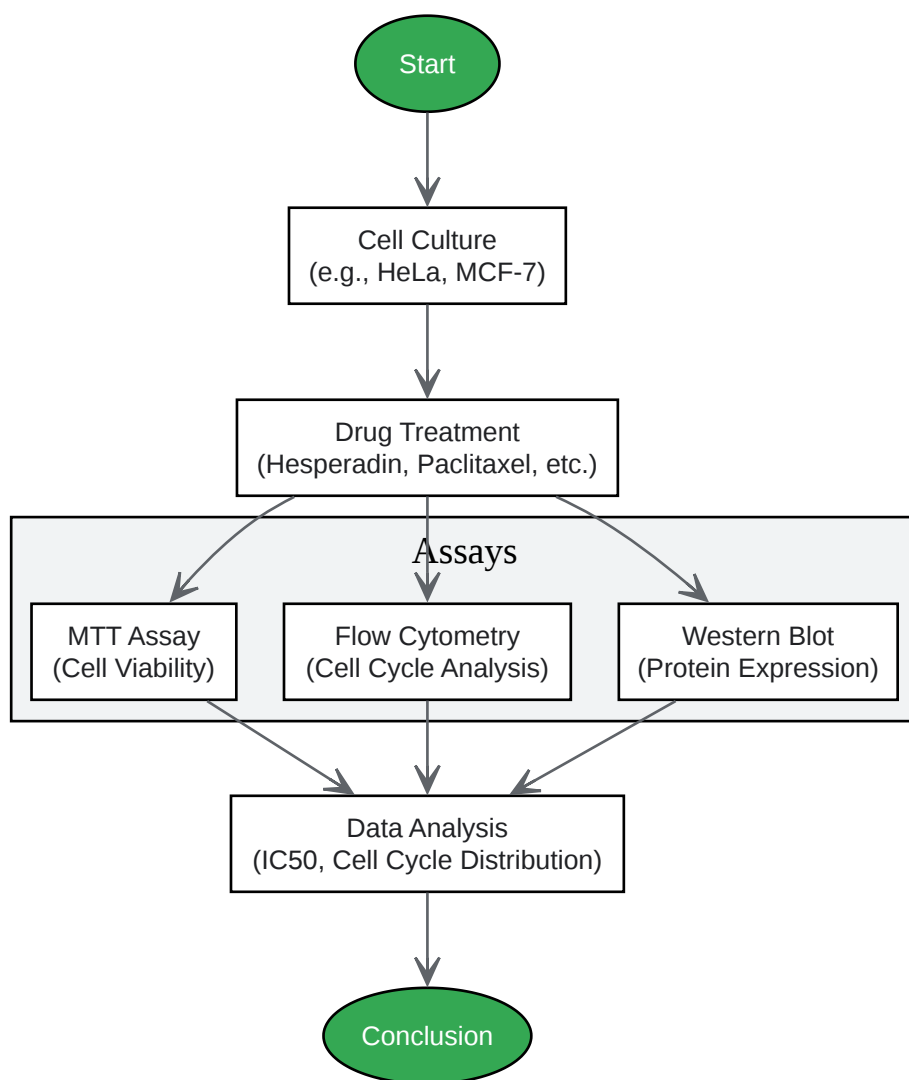 Start
Cell Culture
(e.g., HeLa, MCF-7)
Drug Treatment
(Hesperadin, Paclitaxel, etc.)
Assays
MTT Assay
(Cell Viability)
Flow Cytometry
(Cell Cycle Analysis)
Western Blot
(Protein Expression)
Data Analysis
(IC50, Cell Cycle Distribution)
Conclusion